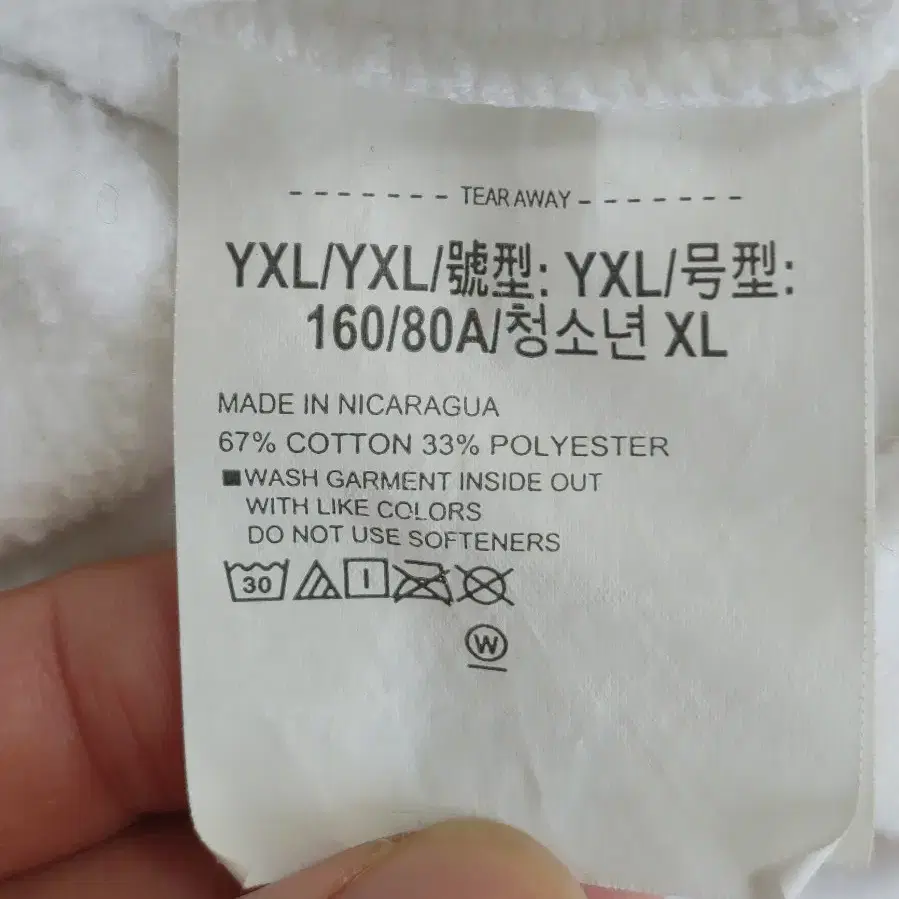 - - - - - - - TEAR AWAY - - - - - - -
YXL/YXL/號型: YXL/号型:
160/80A/청소년 XL
MADE IN NICARAGUA
67% COTTON 33% POLYESTER
■WASH GARMENT INSIDE OUT
WITH LIKE COLORS
DO NOT USE SOFTENERS
30
W